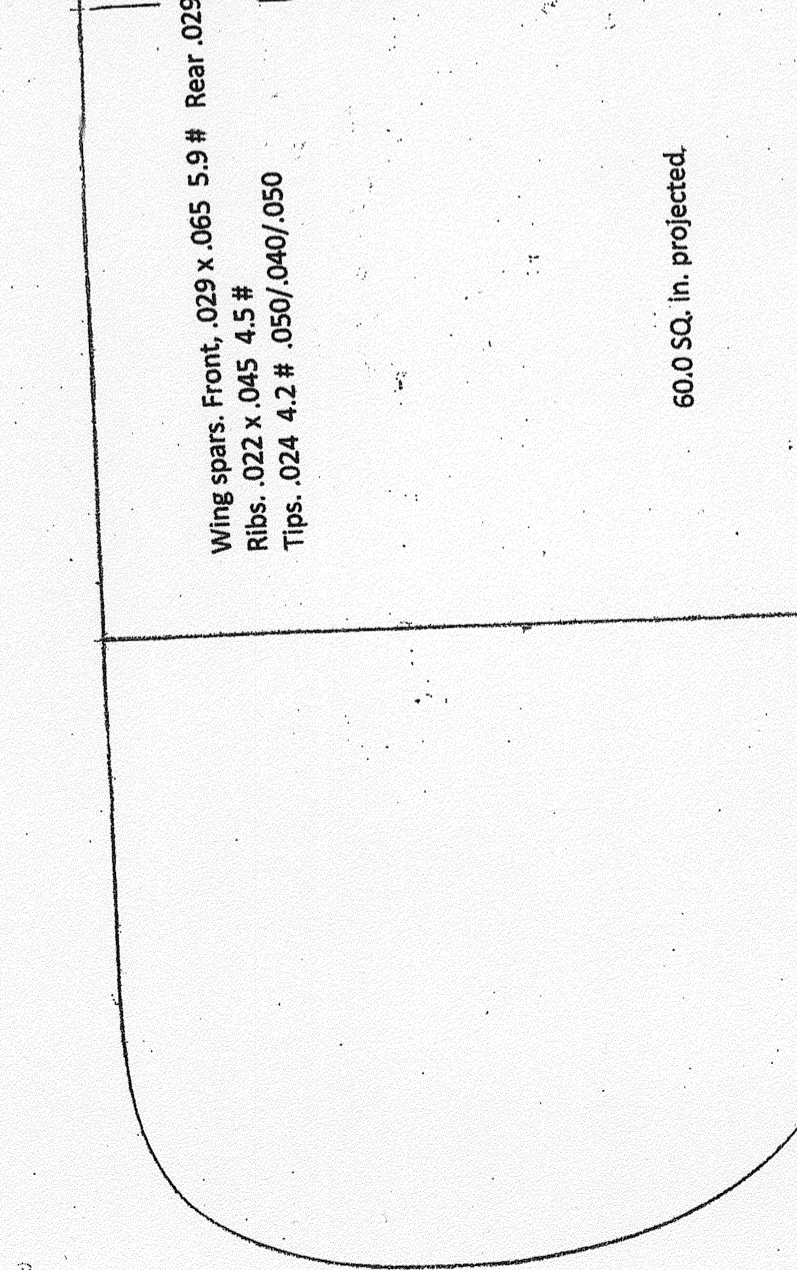 Wing spars. Front, .029 x .065 5.9 # Rear .029
Ribs. .022 x .045 4.5 #
Tips. .024 4.2 # .050/.040/.050
60.0 SQ. in. projected.